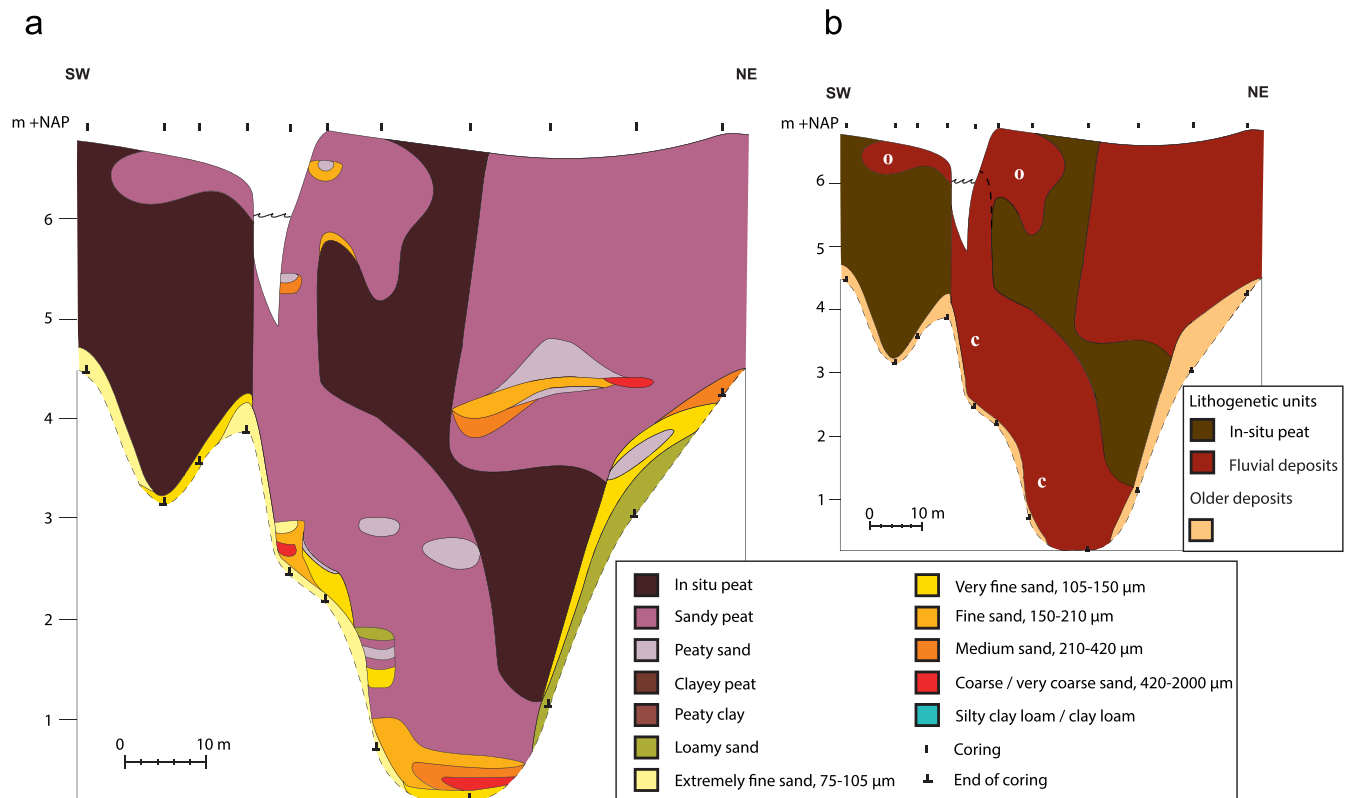 a
SW
NE
m +NAP
6
5
4
3
2
1
0 10 m
b
SW
NE
m +NAP
6
5
4
3
2
1
o
o
c
c
0 10 m
Lithogenetic units
In-situ peat
Fluvial deposits
Older deposits
In situ peat
Sandy peat
Peaty sand
Clayey peat
Peaty clay
Loamy sand
Extremely fine sand, 75-105 µm
Very fine sand, 105-150 µm
Fine sand, 150-210 µm
Medium sand, 210-420 µm
Coarse / very coarse sand, 420-2000 µm
Silty clay loam / clay loam
Coring
End of coring